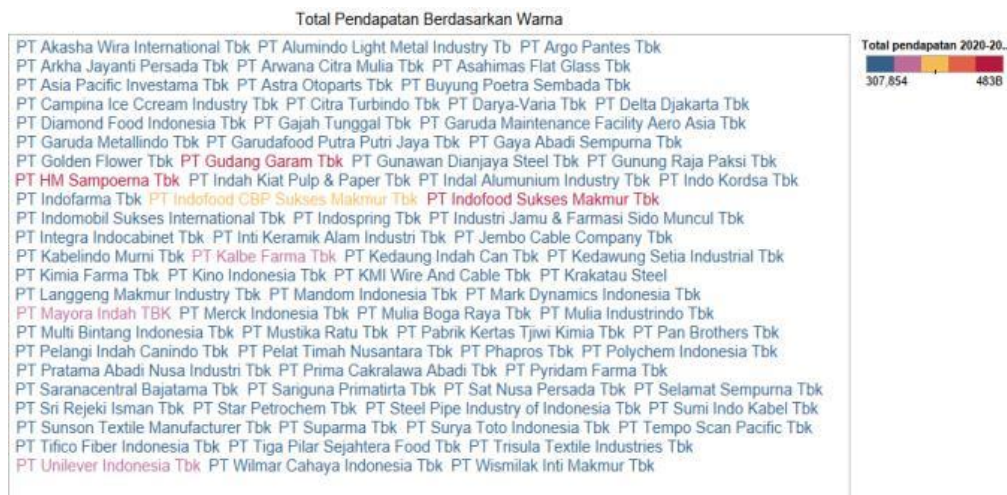 Total Pendapatan Berdasarkan Warna
PT Akasha Wira International Tbk PT Alumindo Light Metal Industry Tb PT Argo Pantes Tbk
PT Arkha Jayanti Persada Tbk PT Arwana Citra Mulia Tbk PT Asahimas Flat Glass Tbk
PT Asia Pacific Investama Tbk PT Astra Otoparts Tbk PT Buyung Poetra Sembada Tbk
PT Campina Ice Ccream Industry Tbk PT Citra Turbindo Tbk PT Darya-Varia Tbk PT Delta Djakarta Tbk
PT Diamond Food Indonesia Tbk PT Gajah Tunggal Tbk PT Garuda Maintenance Facility Aero Asia Tbk
PT Garuda Metallindo Tbk PT Garudafood Putra Putri Jaya Tbk PT Gaya Abadi Sempurna Tbk
PT Golden Flower Tbk PT Gudang Garam Tbk PT Gunawan Dianjaya Steel Tbk PT Gunung Raja Paksi Tbk
PT HM Sampoerna Tbk PT Indah Kiat Pulp & Paper Tbk PT Indal Alumunium Industry Tbk PT Indo Kordsa Tbk
PT Indofarma Tbk PT Indofood CBP Sukses Makmur Tbk PT Indofood Sukses Makmur Tbk
PT Indomobil Sukses International Tbk PT Indospring Tbk PT Industri Jamu & Farmasi Sido Muncul Tbk
PT Integra Indocabinet Tbk PT Inti Keramik Alam Industri Tbk PT Jembo Cable Company Tbk
PT Kabelindo Murni Tbk PT Kalbe Farma Tbk PT Kedaung Indah Can Tbk PT Kedawung Setia Industrial Tbk
PT Kimia Farma Tbk PT Kino Indonesia Tbk PT KMI Wire And Cable Tbk PT Krakatau Steel
PT Langgeng Makmur Industry Tbk PT Mandom Indonesia Tbk PT Mark Dynamics Indonesia Tbk
PT Mayora Indah TBK PT Merck Indonesia Tbk PT Mulia Boga Raya Tbk PT Mulia Industrindo Tbk
PT Multi Bintang Indonesia Tbk PT Mustika Ratu Tbk PT Pabrik Kertas Tjiwi Kimia Tbk PT Pan Brothers Tbk
PT Pelangi Indah Canindo Tbk PT Pelat Timah Nusantara Tbk PT Phapros Tbk PT Polychem Indonesia Tbk
PT Pratama Abadi Nusa Industri Tbk PT Prima Cakralawa Abadi Tbk PT Pyridam Farma Tbk
PT Saranacentral Bajatama Tbk PT Sariguna Primatirta Tbk PT Sat Nusa Persada Tbk PT Selamat Sempurna Tbk
PT Sri Rejeki Isman Tbk PT Star Petrochem Tbk PT Steel Pipe Industry of Indonesia Tbk PT Sumi Indo Kabel Tbk
PT Sunson Textile Manufacturer Tbk PT Suparma Tbk PT Surya Toto Indonesia Tbk PT Tempo Scan Pacific Tbk
PT Tifico Fiber Indonesia Tbk PT Tiga Pilar Sejahtera Food Tbk PT Trisula Textile Industries Tbk
PT Unilever Indonesia Tbk PT Wilmar Cahaya Indonesia Tbk PT Wismilak Inti Makmur Tbk
Total pendapatan 2020-20..
307,854 483B